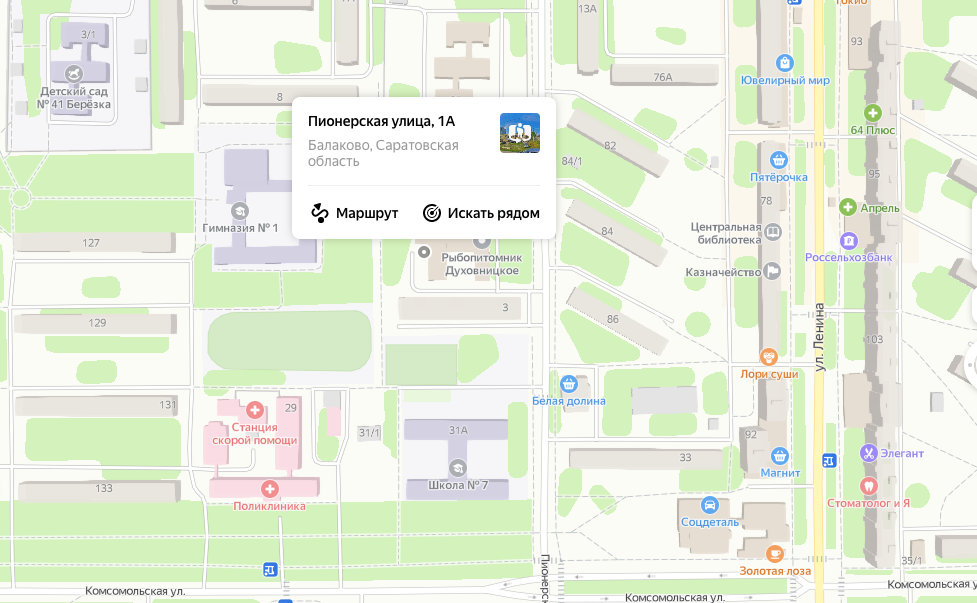 6
13А
Токио
3/1
93
76А
Ювелирный мир
Детский сад
№ 41 Берёзка
8
64 Плюс
Пионерская улица, 1А
Балаково, Саратовская
область
Маршрут
Искать рядом
82
84/1
Пятёрочка
95
78
Апрель
Гимназия № 1
84
Центральная
библиотека
127
Рыбопитомник
Духовницкое
Россельхозбанк
Казначейство
3
129
86
ул. Ленина
103
Лори суши
Белая долина
131
29
Станция
скорой помощи
31/1
31А
92
33
Элегант
Магнит
Школа № 7
133
Поликлиника
Стоматолог и Я
Соцдеталь
35/1
Золотая лоза
Пионерск
Комсомольская ул.
Комсомольская ул.
Комсомольская у